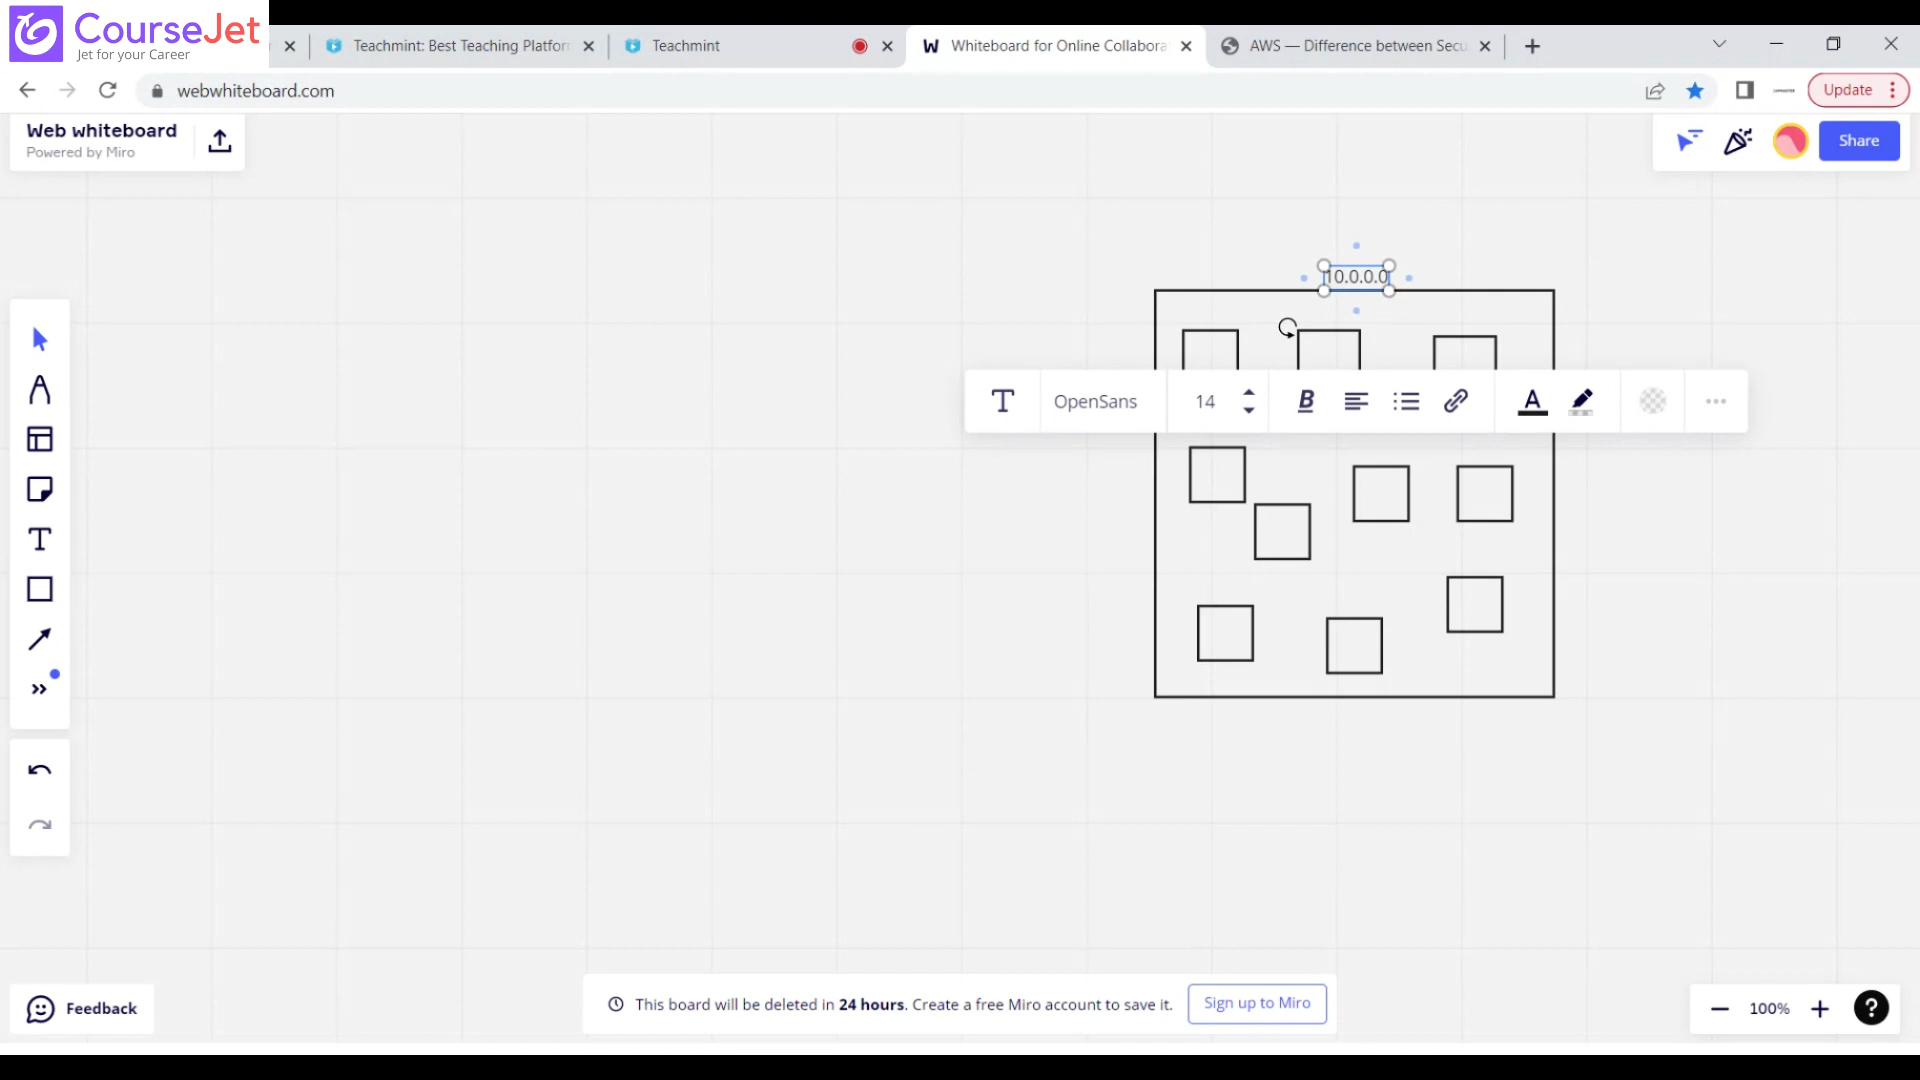 CourseJet
Jet for your Career
Teachmint: Best Teaching Platfor
Teachmint
Whiteboard for Online Collabora
AWS — Difference between Secu
webwhiteboard.com
Update
Web whiteboard
Powered by Miro
Share
10.0.0.0
OpenSans
14
B
A
Feedback
This board will be deleted in 24 hours. Create a free Miro account to save it.
Sign up to Miro
100%
?